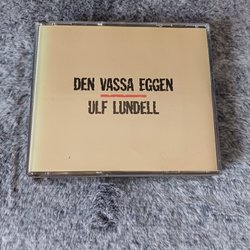 DEN VASSA EGGEN
ULF LUNDELL